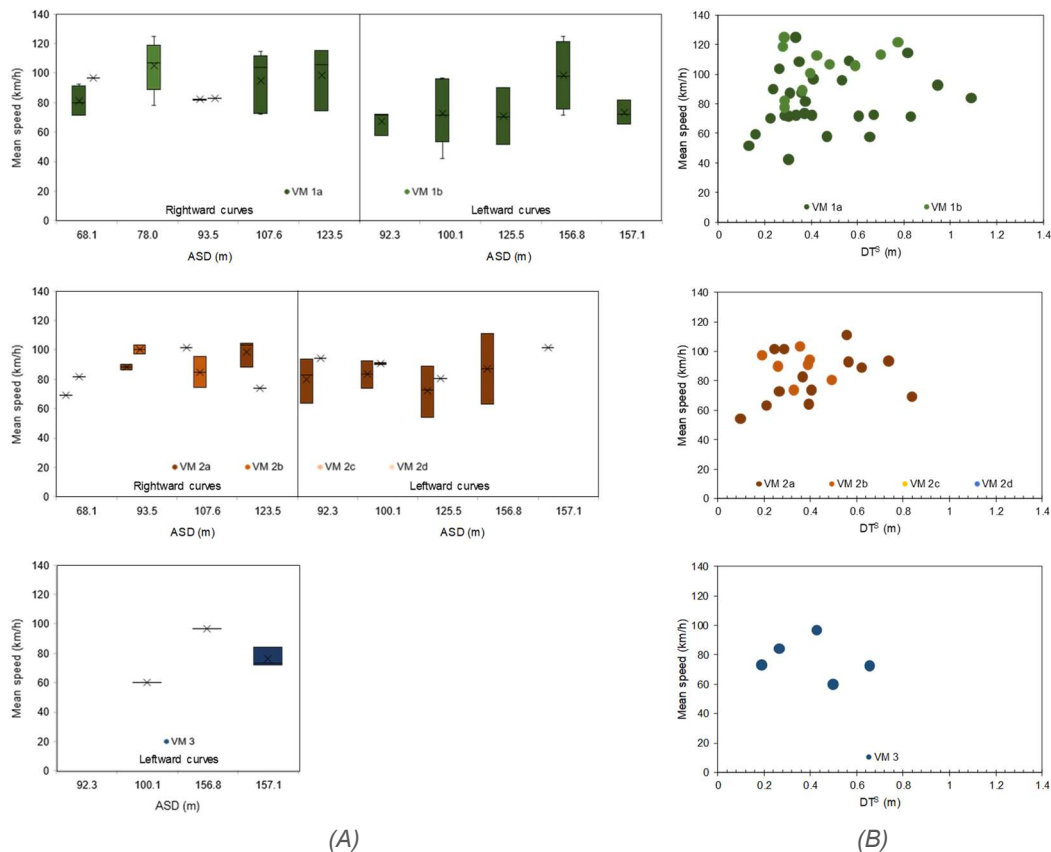 140
120
100
80
60
40
20
0
Mean speed (km/h)
VM 1a VM 1b
Rightward curves Leftward curves
68.1 78.0 93.5 107.6 123.5 92.3 100.1 125.5 156.8 157.1
ASD (m) ASD (m)
140
120
100
80
60
40
20
0
Mean speed (km/h)
VM 1a VM 1b
0 0.2 0.4 0.6 0.8 1 1.2 1.4
DTS (m)
140
120
100
80
60
40
20
0
Mean speed (km/h)
VM 2a VM 2b VM 2c VM 2d
Rightward curves Leftward curves
68.1 93.5 107.6 123.5 92.3 100.1 125.5 156.8 157.1
ASD (m) ASD (m)
140
120
100
80
60
40
20
0
Mean speed (km/h)
VM 2a VM 2b VM 2c VM 2d
0 0.2 0.4 0.6 0.8 1 1.2 1.4
DTS (m)
140
120
100
80
60
40
20
0
Mean speed (km/h)
VM 3
Leftward curves
92.3 100.1 156.8 157.1
ASD (m)
140
120
100
80
60
40
20
0
Mean speed (km/h)
VM 3
0 0.2 0.4 0.6 0.8 1 1.2 1.4
DTS (m)
(A) (B)